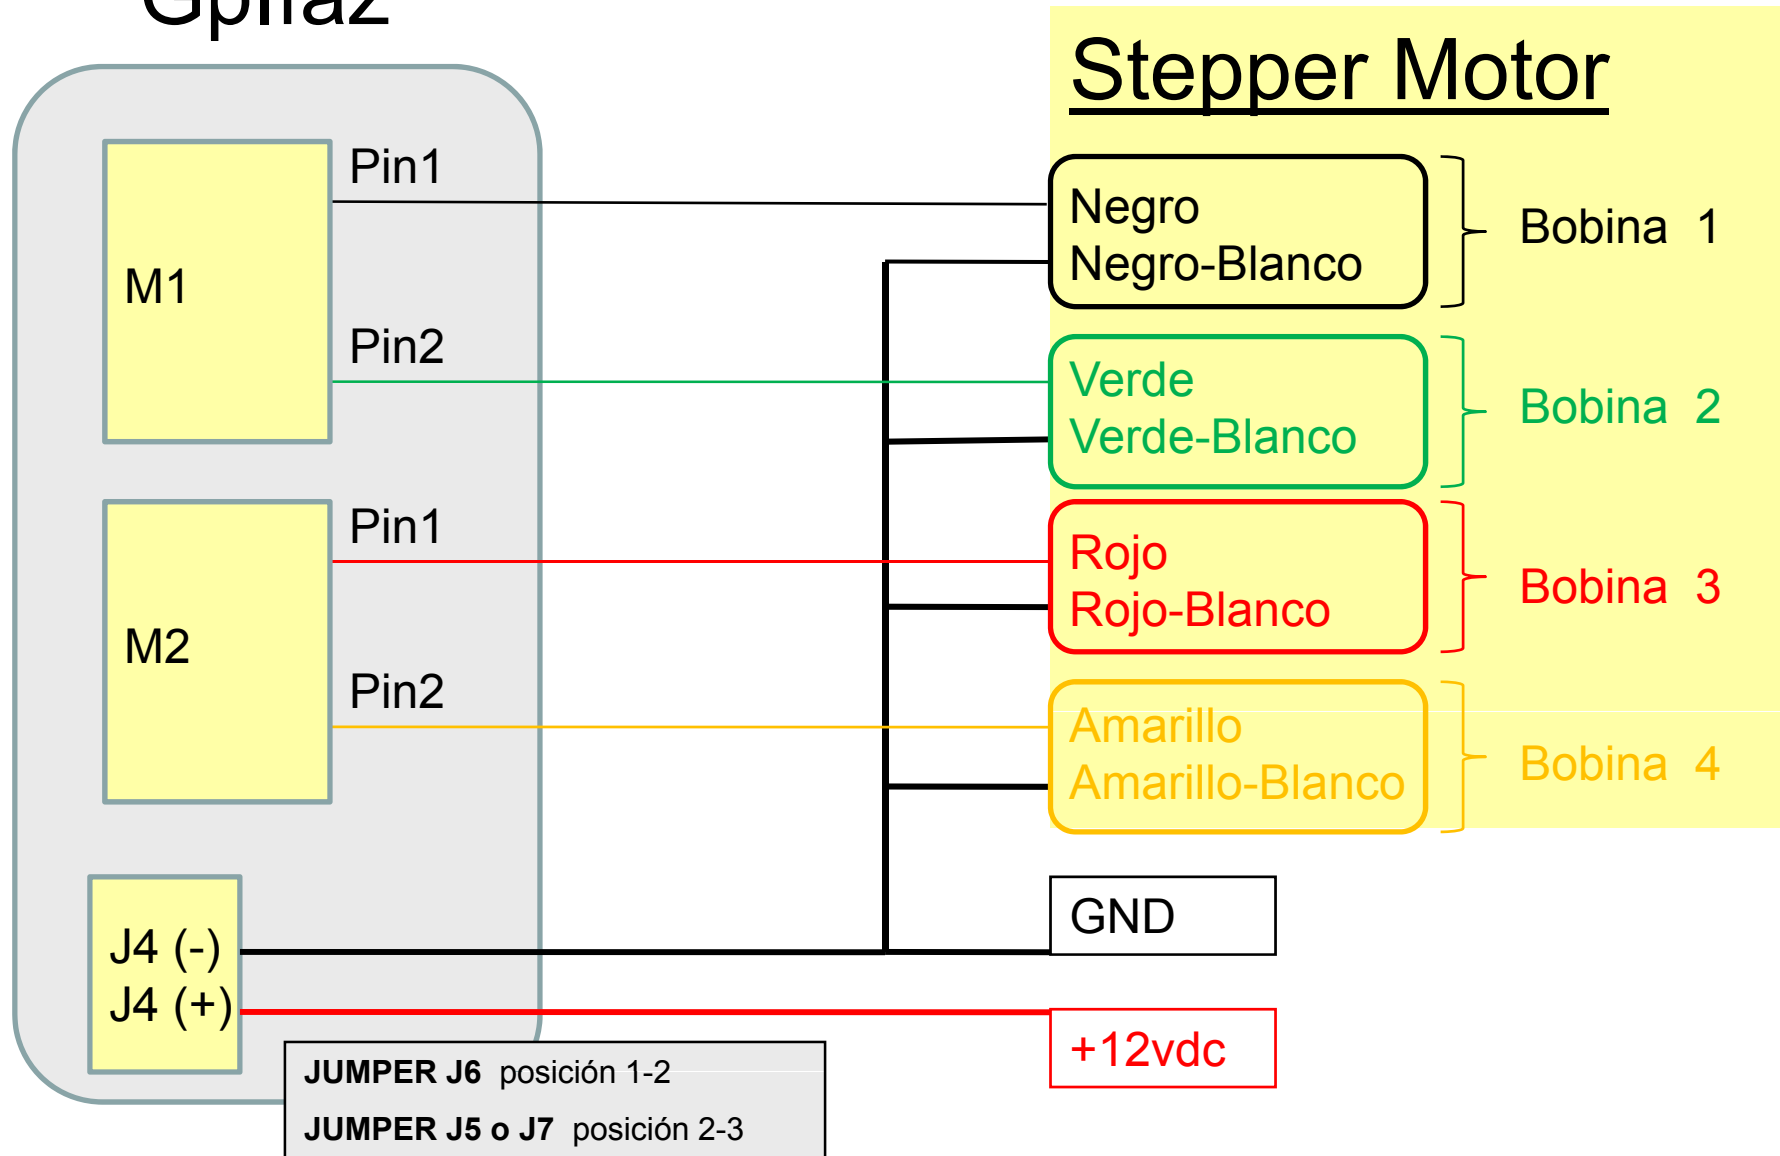 Stepper Motor
Pin1
M1
Pin2
Pin1
M2
Pin2
J4 (-)
J4 (+)
Negro
Negro-Blanco
Bobina 1
Verde
Verde-Blanco
Bobina 2
Rojo
Rojo-Blanco
Bobina 3
Amarillo
Amarillo-Blanco
Bobina 4
GND
+12vdc
JUMPER J6 posición 1-2
JUMPER J5 o J7 posición 2-3